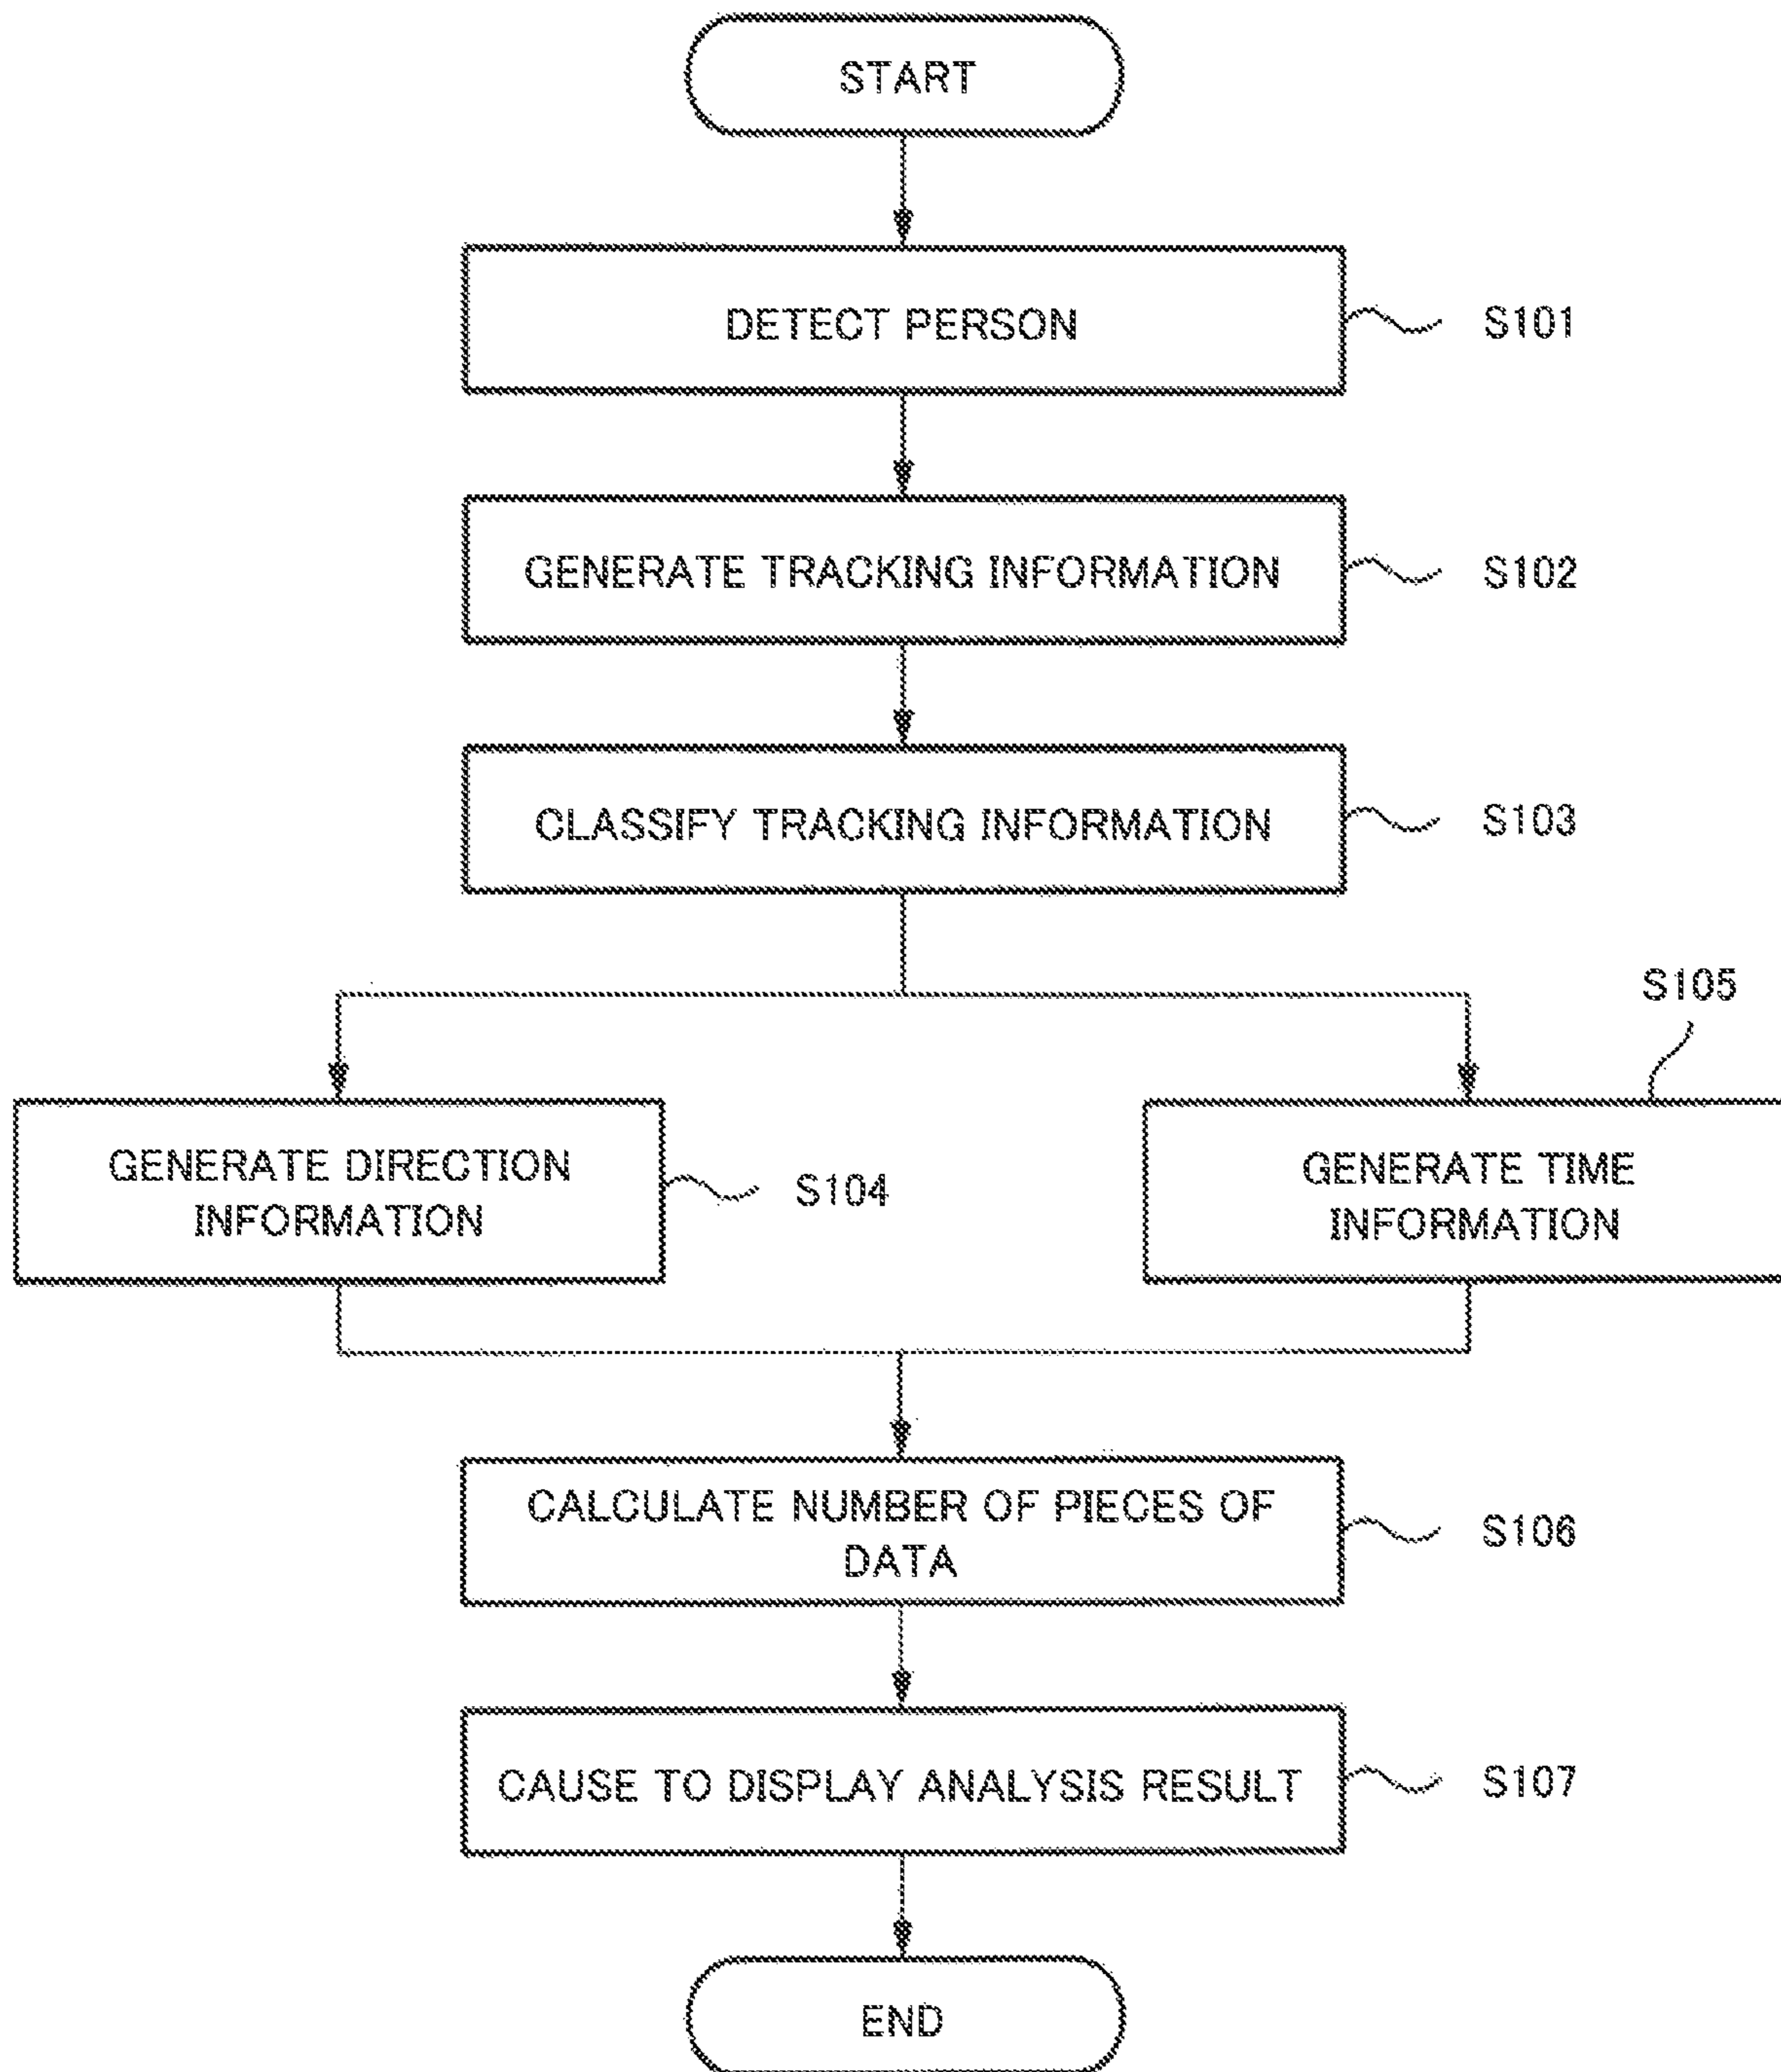 START
DETECT PERSON
S101
GENERATE TRACKING INFORMATION
S102
CLASSIFY TRACKING INFORMATION
S103
S105
GENERATE DIRECTION
INFORMATION
S104
GENERATE TIME
INFORMATION
CALCULATE NUMBER OF PIECES OF
DATA
S106
CAUSE TO DISPLAY ANALYSIS RESULT
S107
END